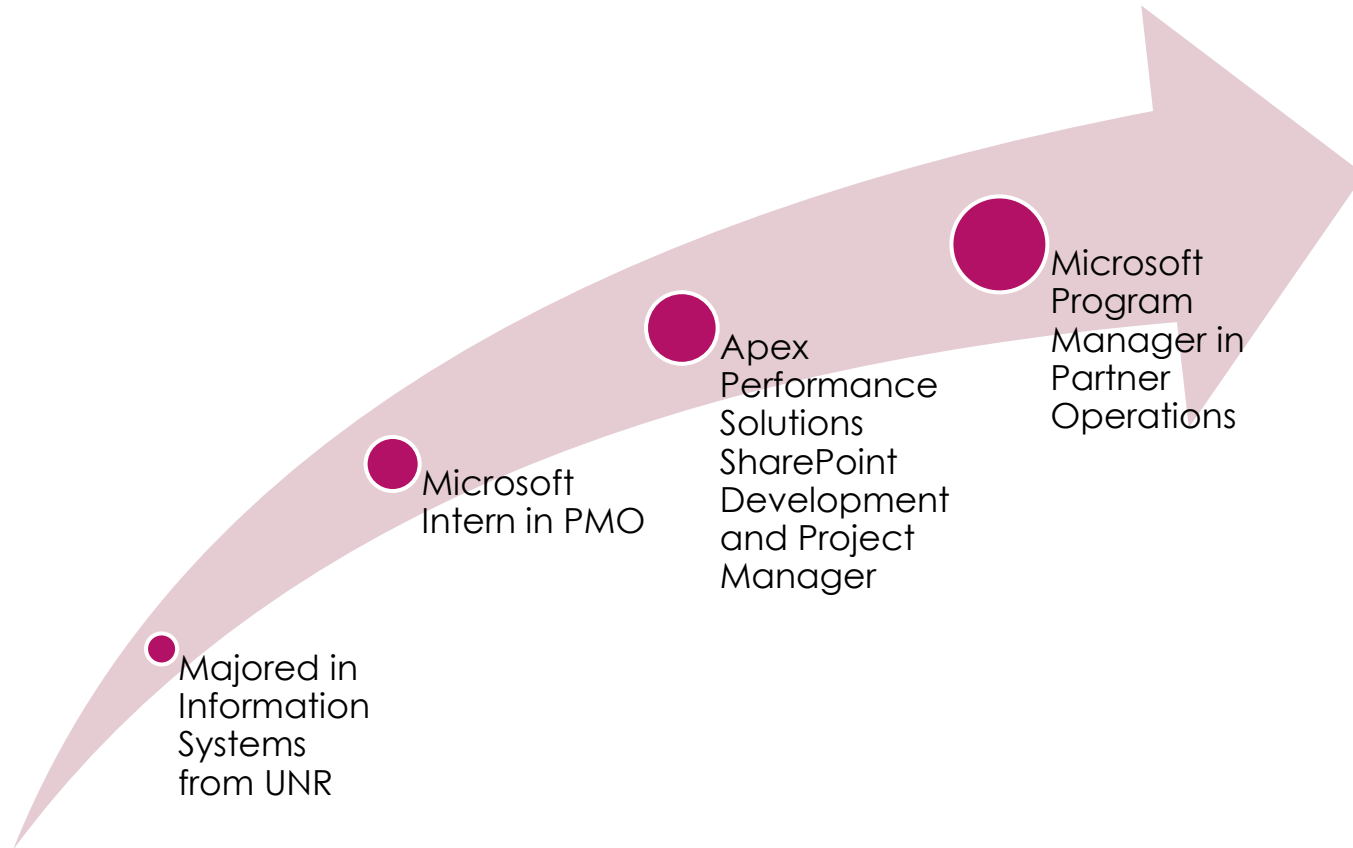 Majored in
Information
Systems
from UNR
Microsoft
Intern in PMO
Apex
Performance
Solutions
SharePoint
Development
and Project
Manager
Microsoft
Program
Manager in
Partner
Operations